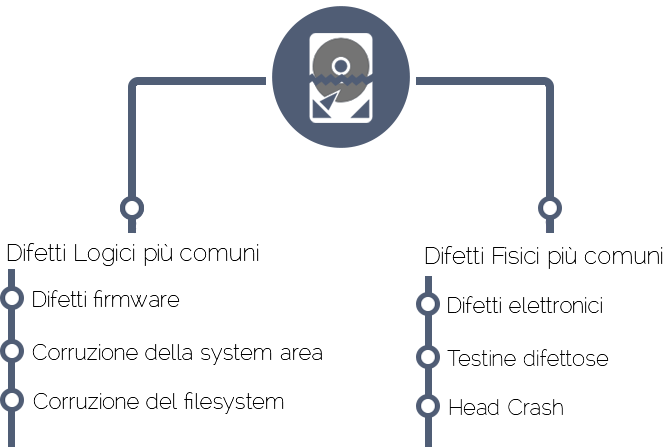 Difetti Logici più comuni
Difetti firmware
Corruzione della system area
Corruzione del filesystem
Difetti Fisici più comuni
Difetti elettronici
Testine difettose
Head Crash